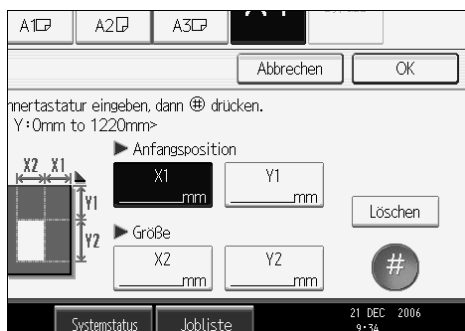 A1 A2 A3
Abbrechen OK
nnertastatur eingeben, dann # drücken.
Y:0mm to 1220mm>
Anfangsposition
X2 X1 X1 Y1
mm mm
Y1
Löschen
Größe
Y2 X2 Y2 #
mm mm
21 DEC 2006
Systemstatus Jobliste 9:34